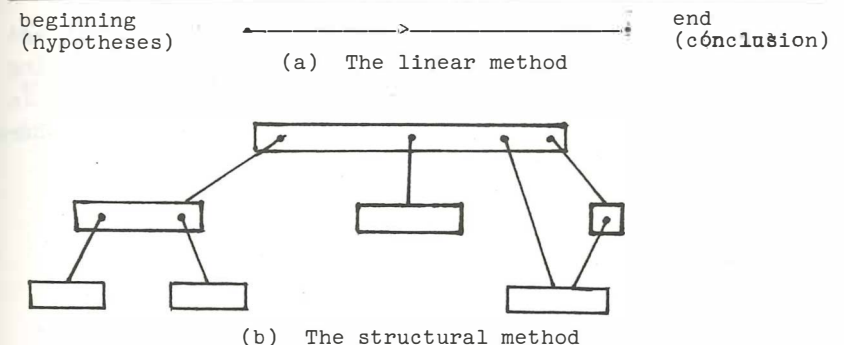 beginning
(hypotheses)
end
(conclusion)
(a) The linear method
(b) The structural method